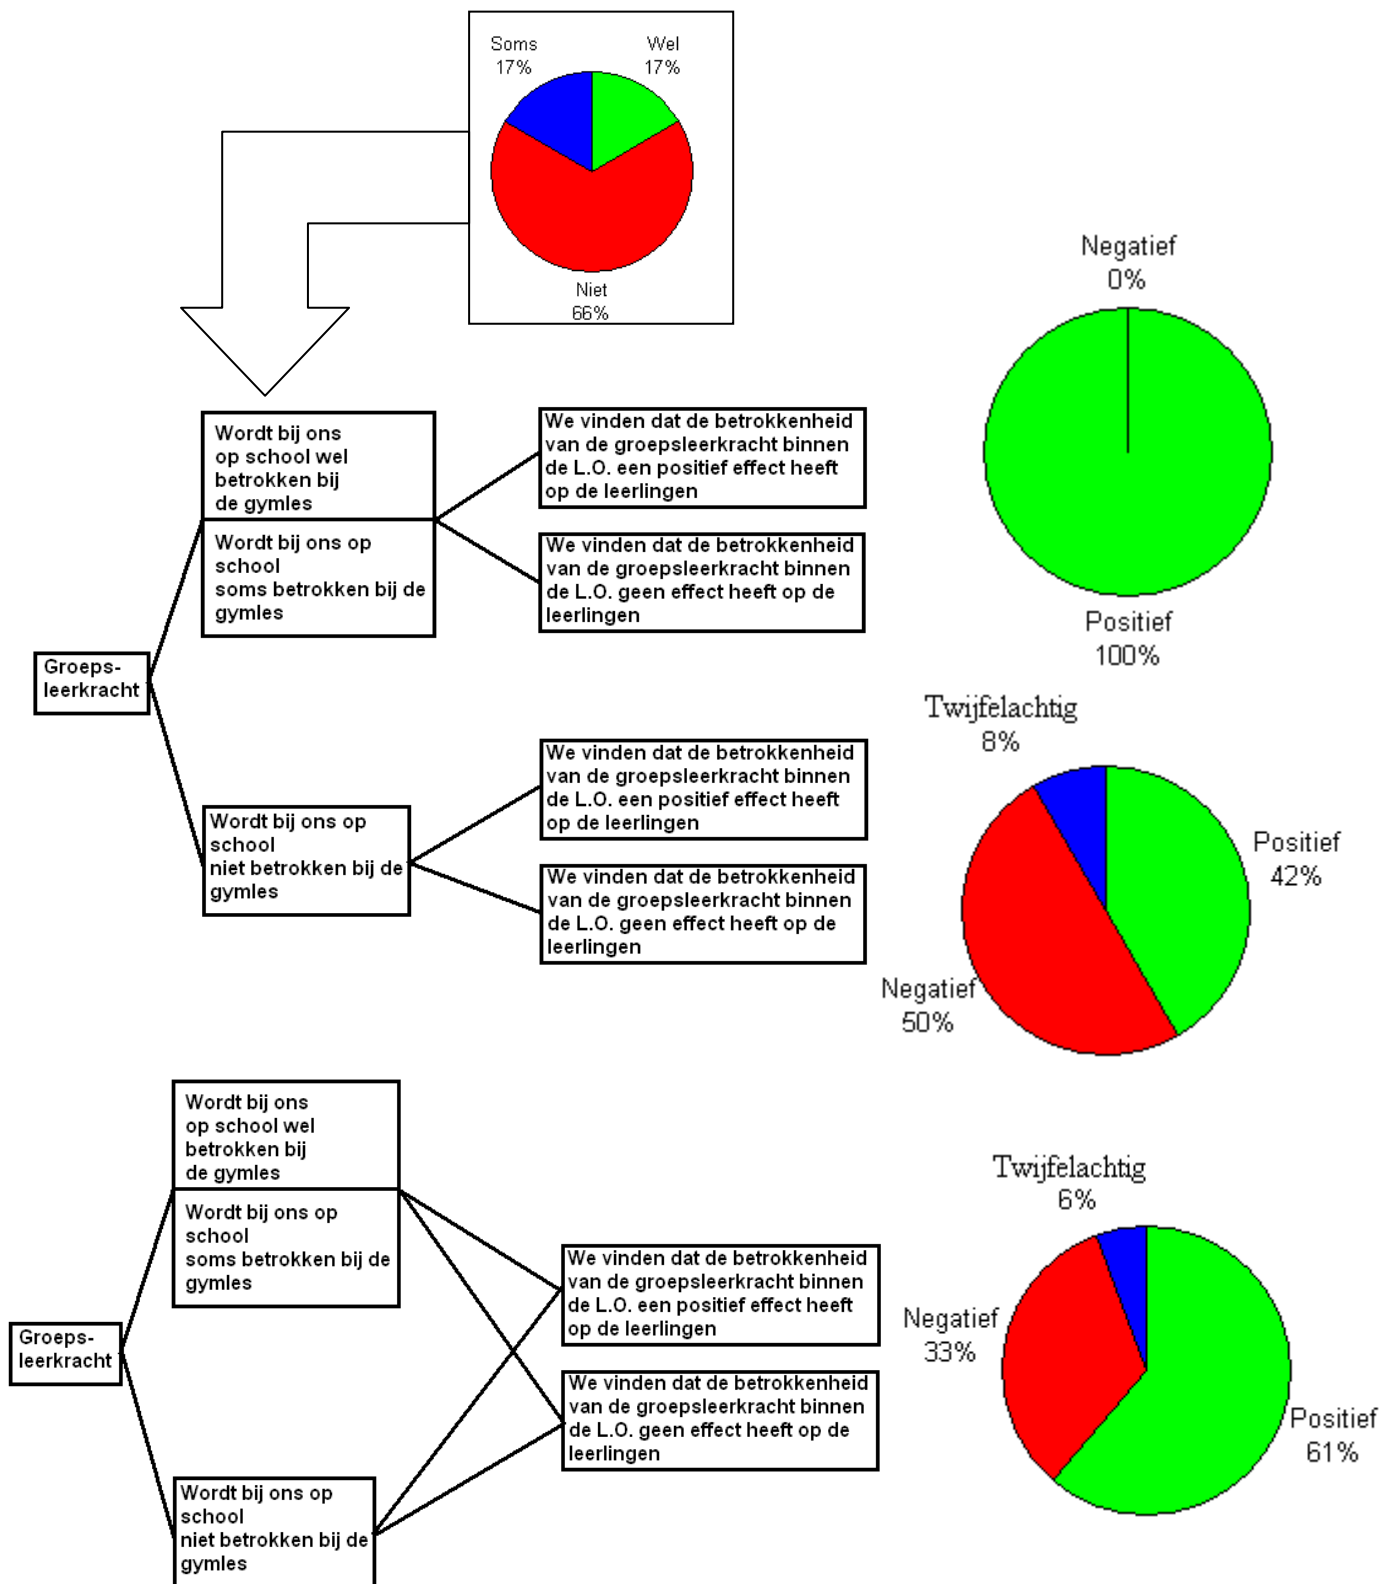 Soms
17%
Wel
17%
Niet
66%
Negatief
0%
Positief
100%
Wordt bij ons
op school wel
betrokken bij
de gymles
Wordt bij ons op
school
soms betrokken bij de
gymles
We vinden dat de betrokkenheid
van de groepsleerkracht binnen
de L.O. een positief effect heeft
op de leerlingen
We vinden dat de betrokkenheid
van de groepsleerkracht binnen
de L.O. geen effect heeft op de
leerlingen
Groeps-
leerkracht
Wordt bij ons op
school
niet betrokken bij de
gymles
We vinden dat de betrokkenheid
van de groepsleerkracht binnen
de L.O. een positief effect heeft
op de leerlingen
We vinden dat de betrokkenheid
van de groepsleerkracht binnen
de L.O. geen effect heeft op de
leerlingen
Twijfelachtig
8%
Positief
42%
Negatief
50%
Wordt bij ons
op school wel
betrokken bij
de gymles
Wordt bij ons op
school
soms betrokken bij de
gymles
Groeps-
leerkracht
Wordt bij ons op
school
niet betrokken bij de
gymles
We vinden dat de betrokkenheid
van de groepsleerkracht binnen
de L.O. een positief effect heeft
op de leerlingen
We vinden dat de betrokkenheid
van de groepsleerkracht binnen
de L.O. geen effect heeft op de
leerlingen
Twijfelachtig
6%
Negatief
33%
Positief
61%